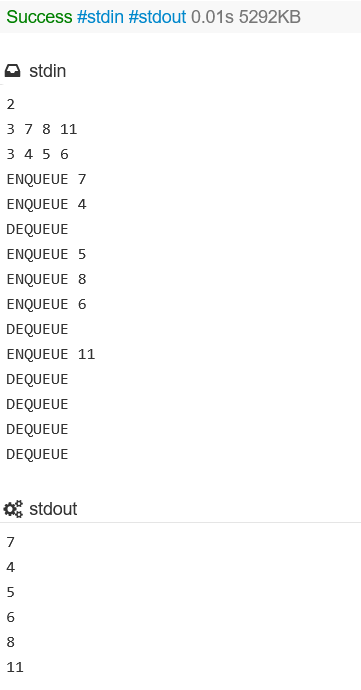 Success #stdin #stdout 0.01s 5292KB
stdin
2
3 7 8 11
3 4 5 6
ENQUEUE 7
ENQUEUE 4
DEQUEUE
ENQUEUE 5
ENQUEUE 8
ENQUEUE 6
DEQUEUE
ENQUEUE 11
DEQUEUE
DEQUEUE
DEQUEUE
DEQUEUE
stdout
7
4
5
6
8
11